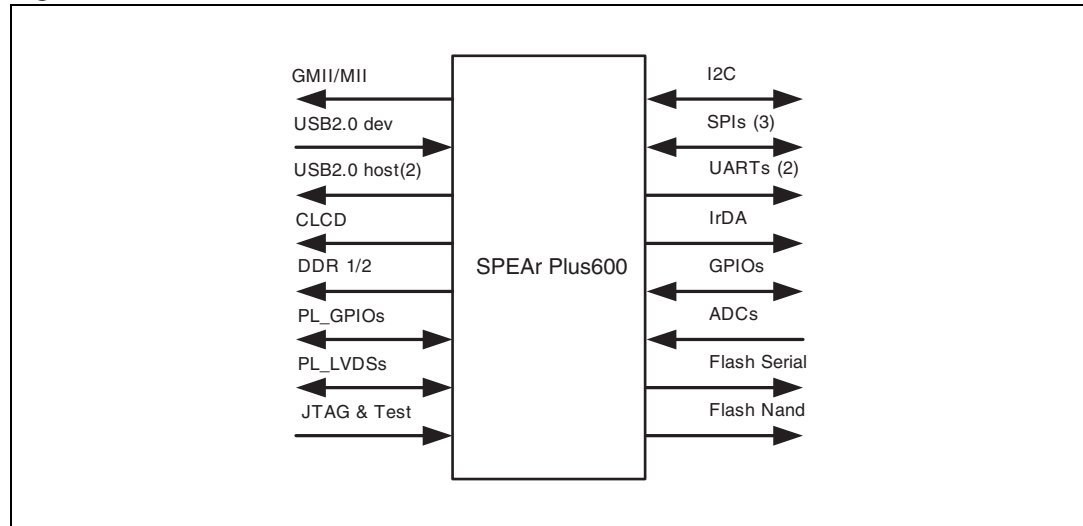 GMII/MII
USB2.0 dev
USB2.0 host(2)
CLCD
DDR 1/2
PL_GPIOs
PL_LVDSs
JTAG & Test
SPEAr Plus600
I2C
SPIs (3)
UARTs (2)
IrDA
GPIOs
ADCs
Flash Serial
Flash Nand